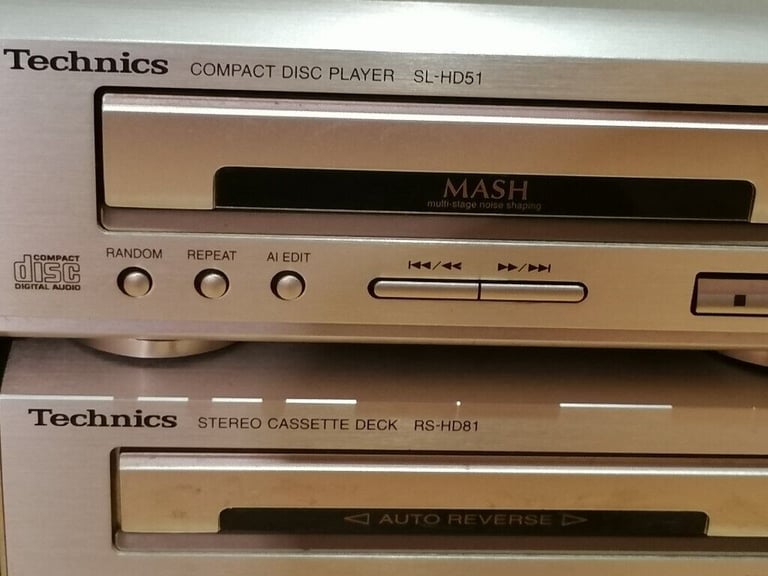 Technics COMPACT DISC PLAYER SL-HD51
MASH
multi-stage noise shaping
COMPACT
disc
DIGITAL AUDIO
RANDOM REPEAT AI EDIT
Technics STEREO CASSETTE DECK RS-HD81
AUTO REVERSE